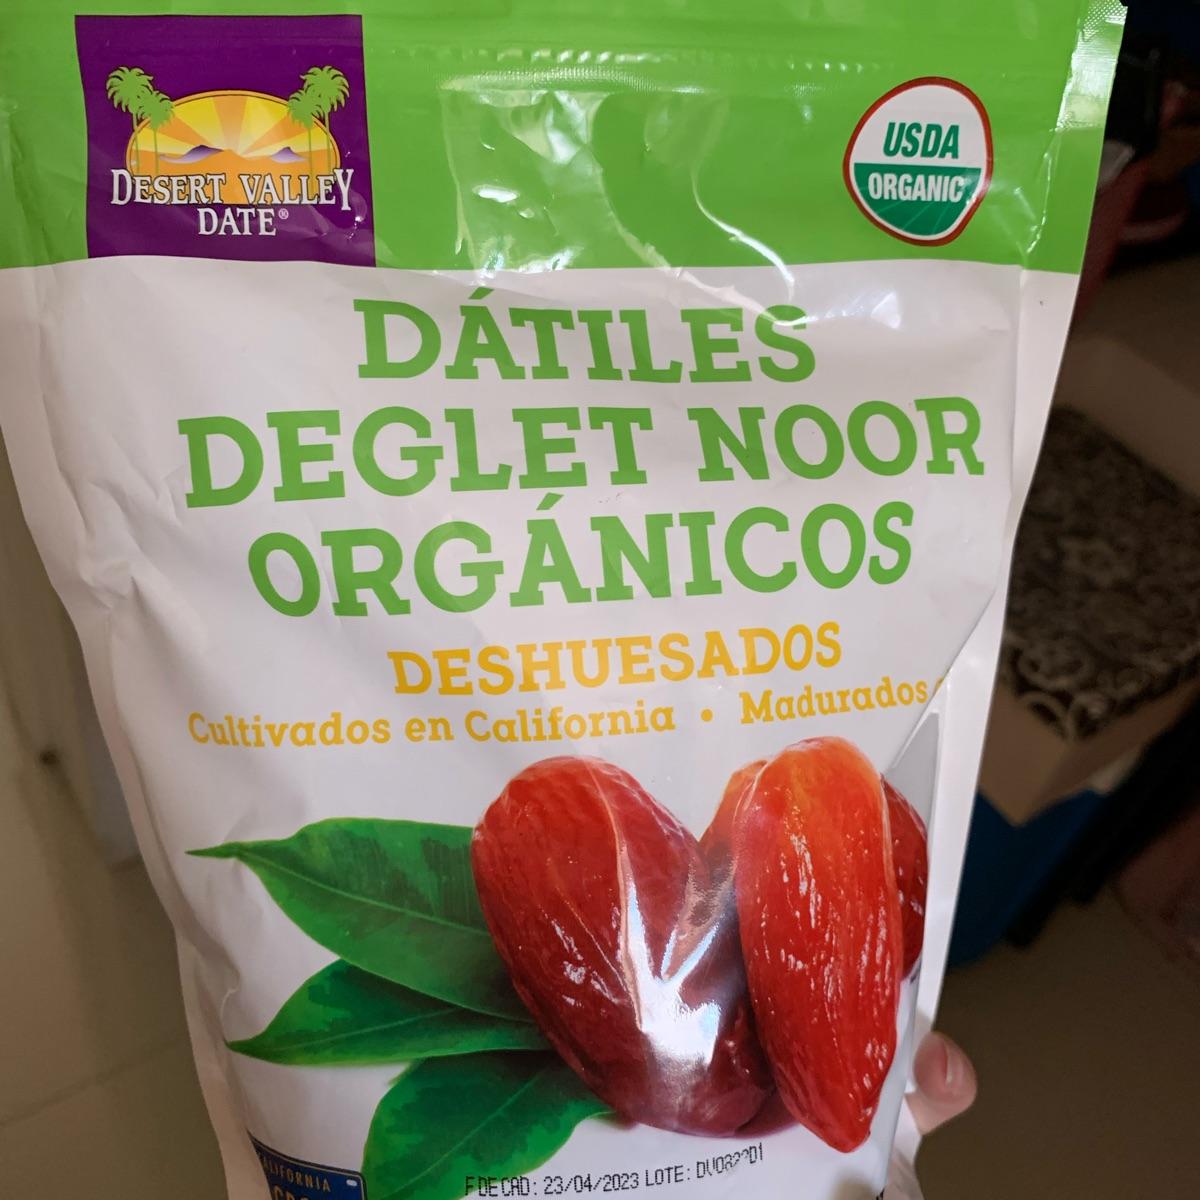 DESERT VALLEY
DATE®
USDA
ORGANIC
DÁTILES
DEGLET NOOR
ORGÁNICOS
DESHUESADOS
Cultivados en California • Madurados
F DE CAD: 23/04/2023 LOTE:
CALIFORNIA